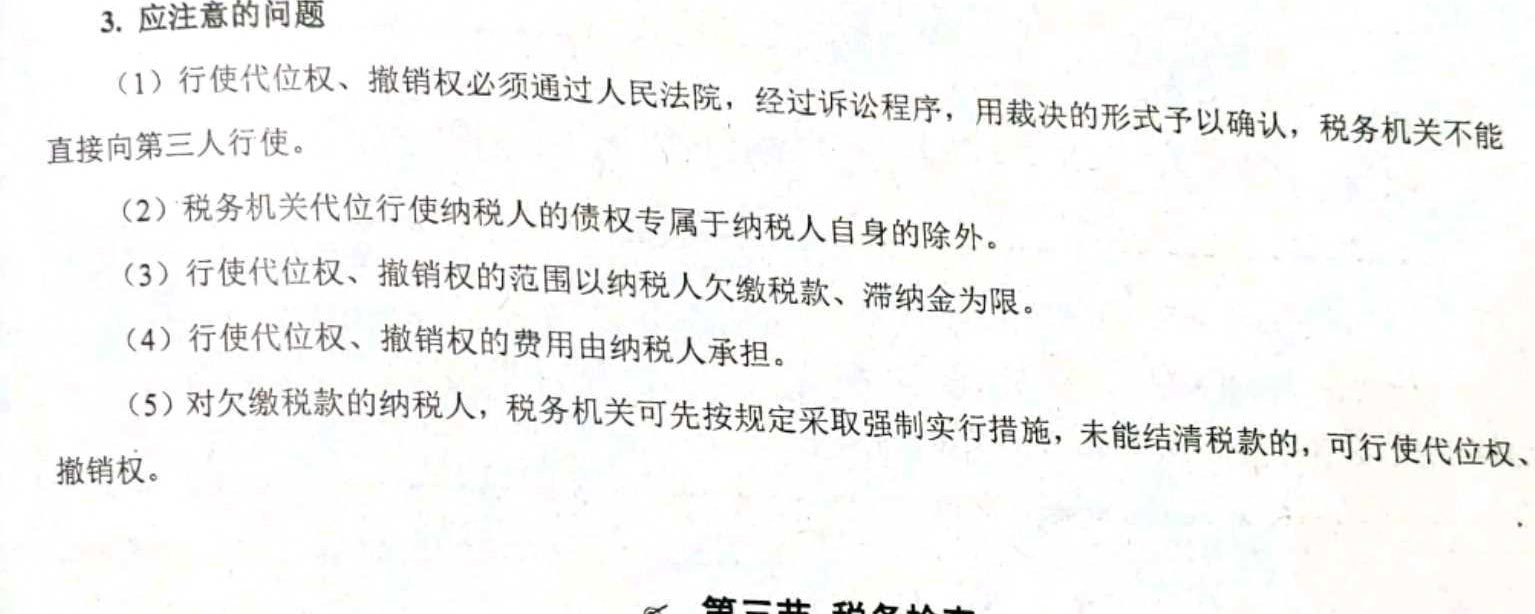 3. 应注意的问题
（1）行使代位权、撤销权必须通过人民法院，经过诉讼程序，用裁决的形式予以确认，税务机关不能
直接向第三人行使。
（2）税务机关代位行使纳税人的债权专属于纳税人自身的除外。
（3）行使代位权、撤销权的范围以纳税人欠缴税款、滞纳金为限。
（4）行使代位权、撤销权的费用由纳税人承担。
（5）对欠缴税款的纳税人，税务机关可先按规定采取强制实行措施，未能结清税款的，可行使代位权、
撤销权。
第三节 税务检查